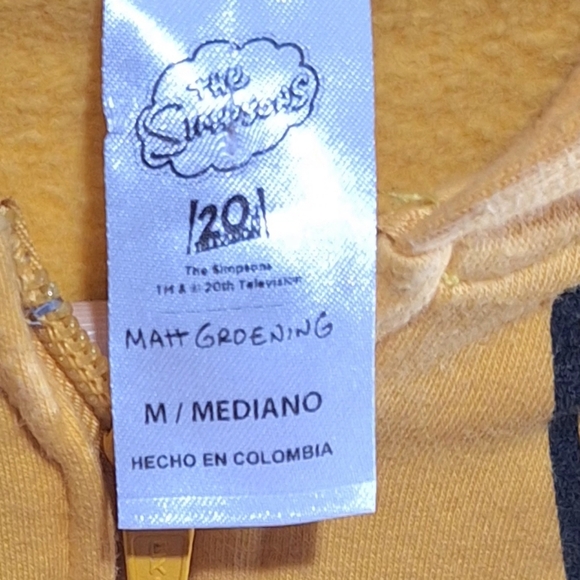 THE
SIMPSONS
20
TELEVISION
The Simpsons
TM & © 20th Television
MATT GROENING
M / MEDIANO
HECHO EN COLOMBIA